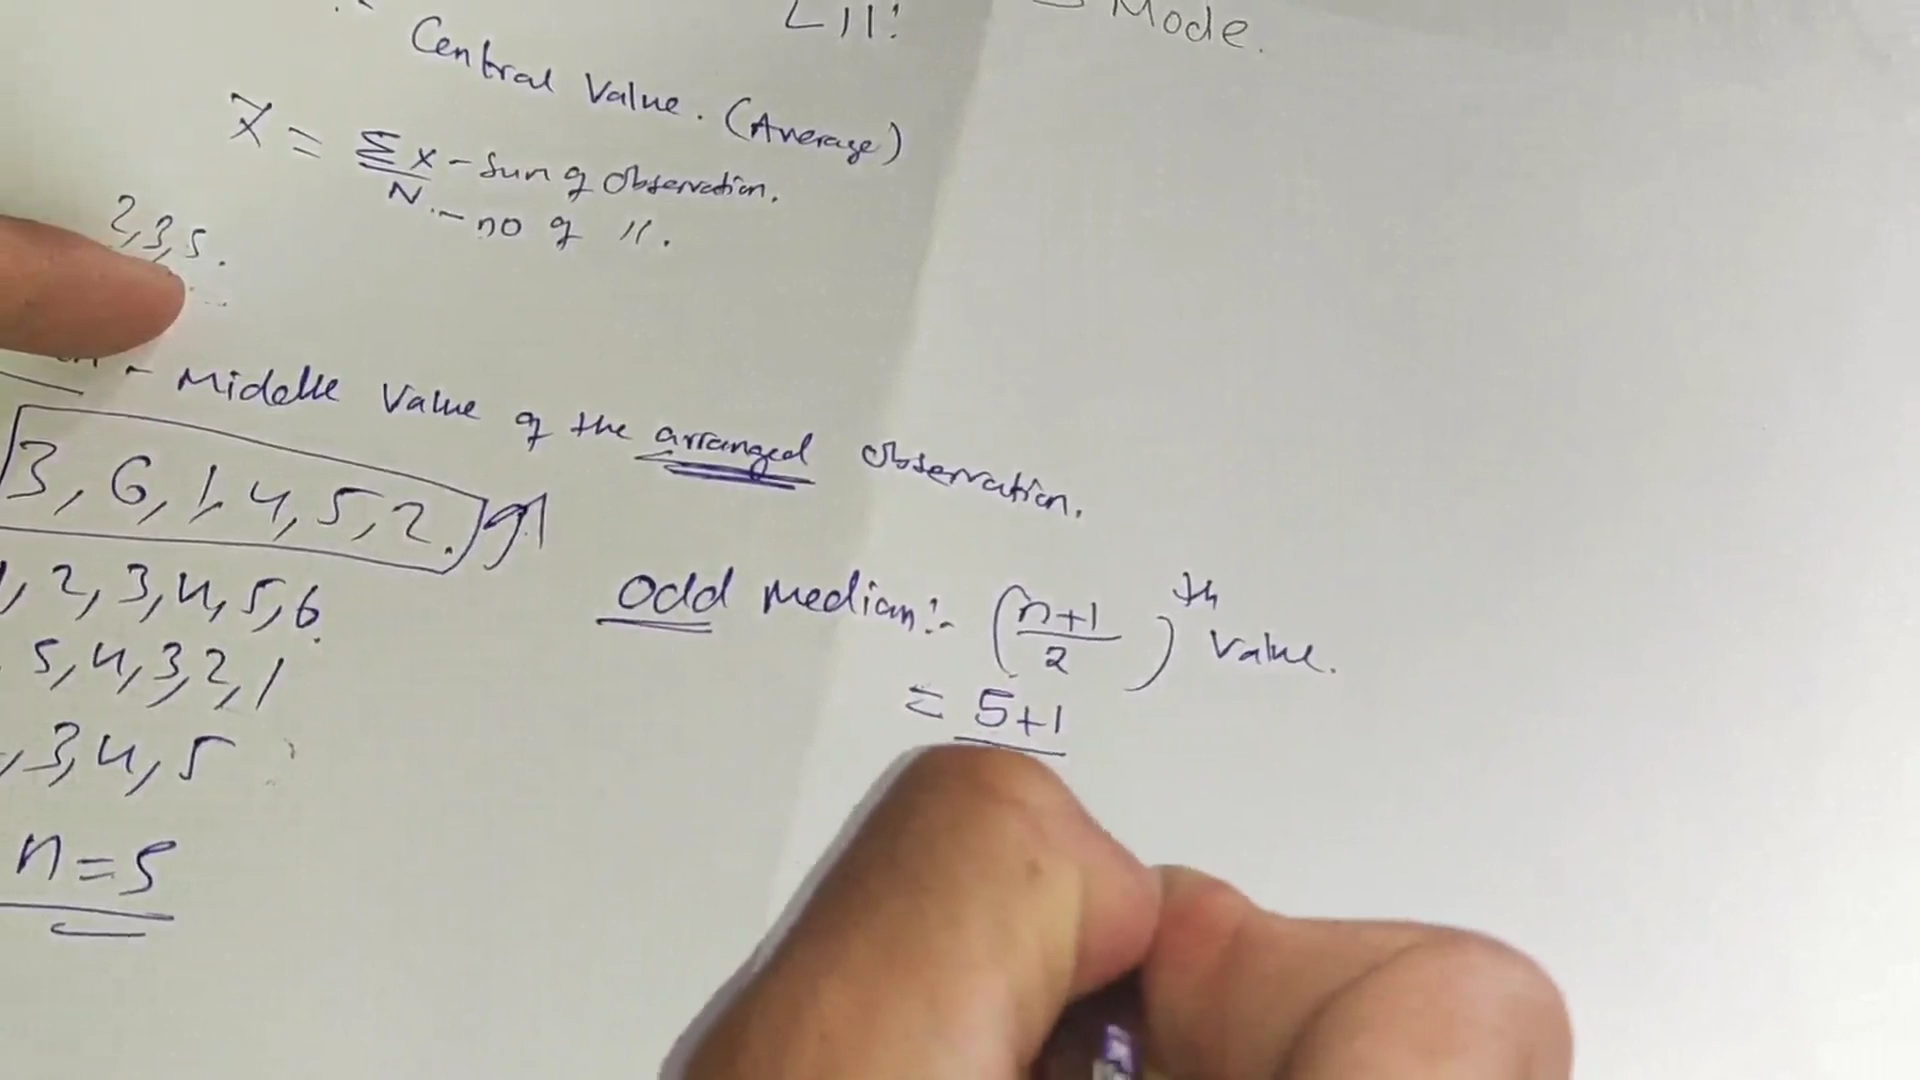 Mode.
Central Value. (Average)
X̄ = Σx - Sum of observation.
N - no of 〃.
2,3,5.
- Middle Value of the arranged observation.
3, 6, 1, 4, 5, 2.
, 2, 3, 4, 5, 6
5, 4, 3, 2, 1
, 3, 4, 5
n=5
Odd Median:- (n+1/2)th Value.
= 5+1